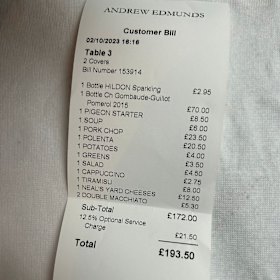 ANDREW EDMUNDS
Customer Bill
02/10/2023 16:16
Table 3
2 Covers
Bill Number 153914
1 Bottle HILDON Sparkling £2.95
1 Bottle Ch Gombaude-Guillot £70.00
Pomerol 2015
1 PIGEON STARTER £8.50
1 SOUP £6.00
1 PORK CHOP £23.50
1 POLENTA £20.50
1 POTATOES £4.00
1 GREENS £3.50
1 SALAD £4.50
1 CAPPUCCINO £2.75
1 TIRAMISU £8.00
1 NEAL'S YARD CHEESES £12.50
2 DOUBLE MACCHIATO £5.30
Sub-Total £172.00
12.5% Optional Service £21.50
Charge
Total £193.50